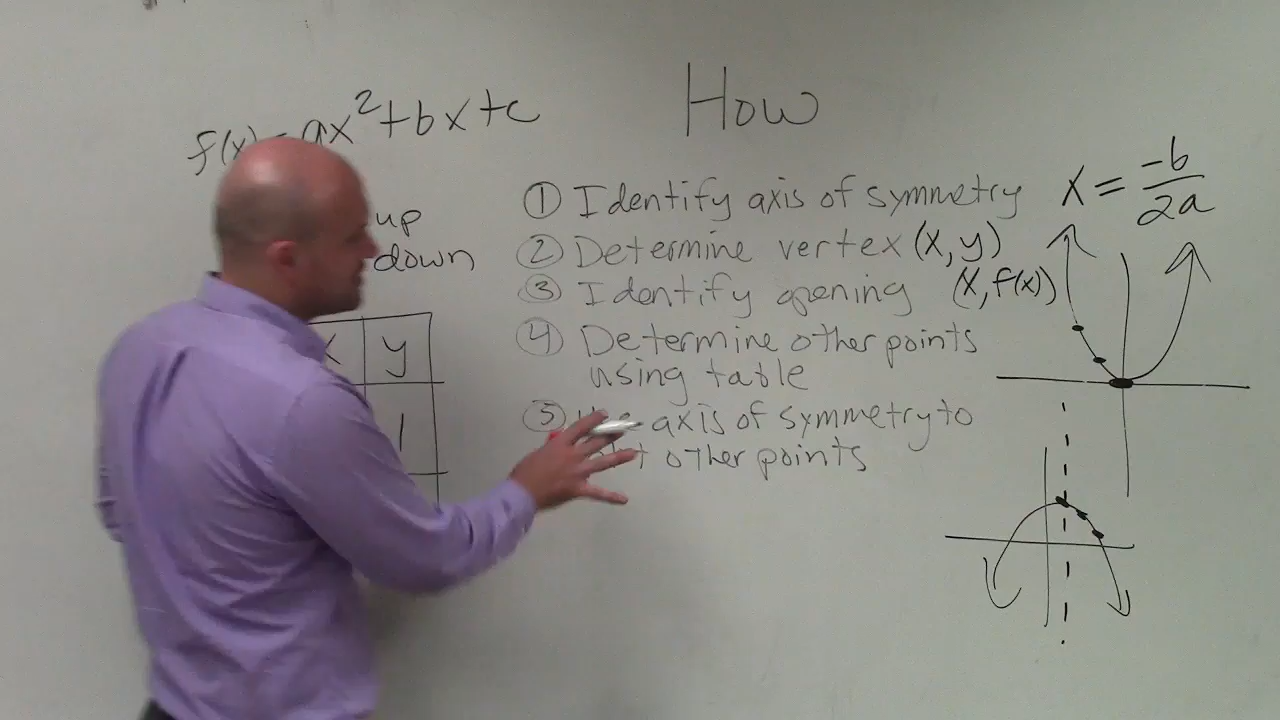 How
f(x) = ax²+bx+c
up
down
x y
1
① Identify axis of symmetry x = -b/2a
② Determine vertex (x, y)
③ Identify opening (x, f(x))
④ Determine other points
using table
⑤ axis of symmetry to
other points